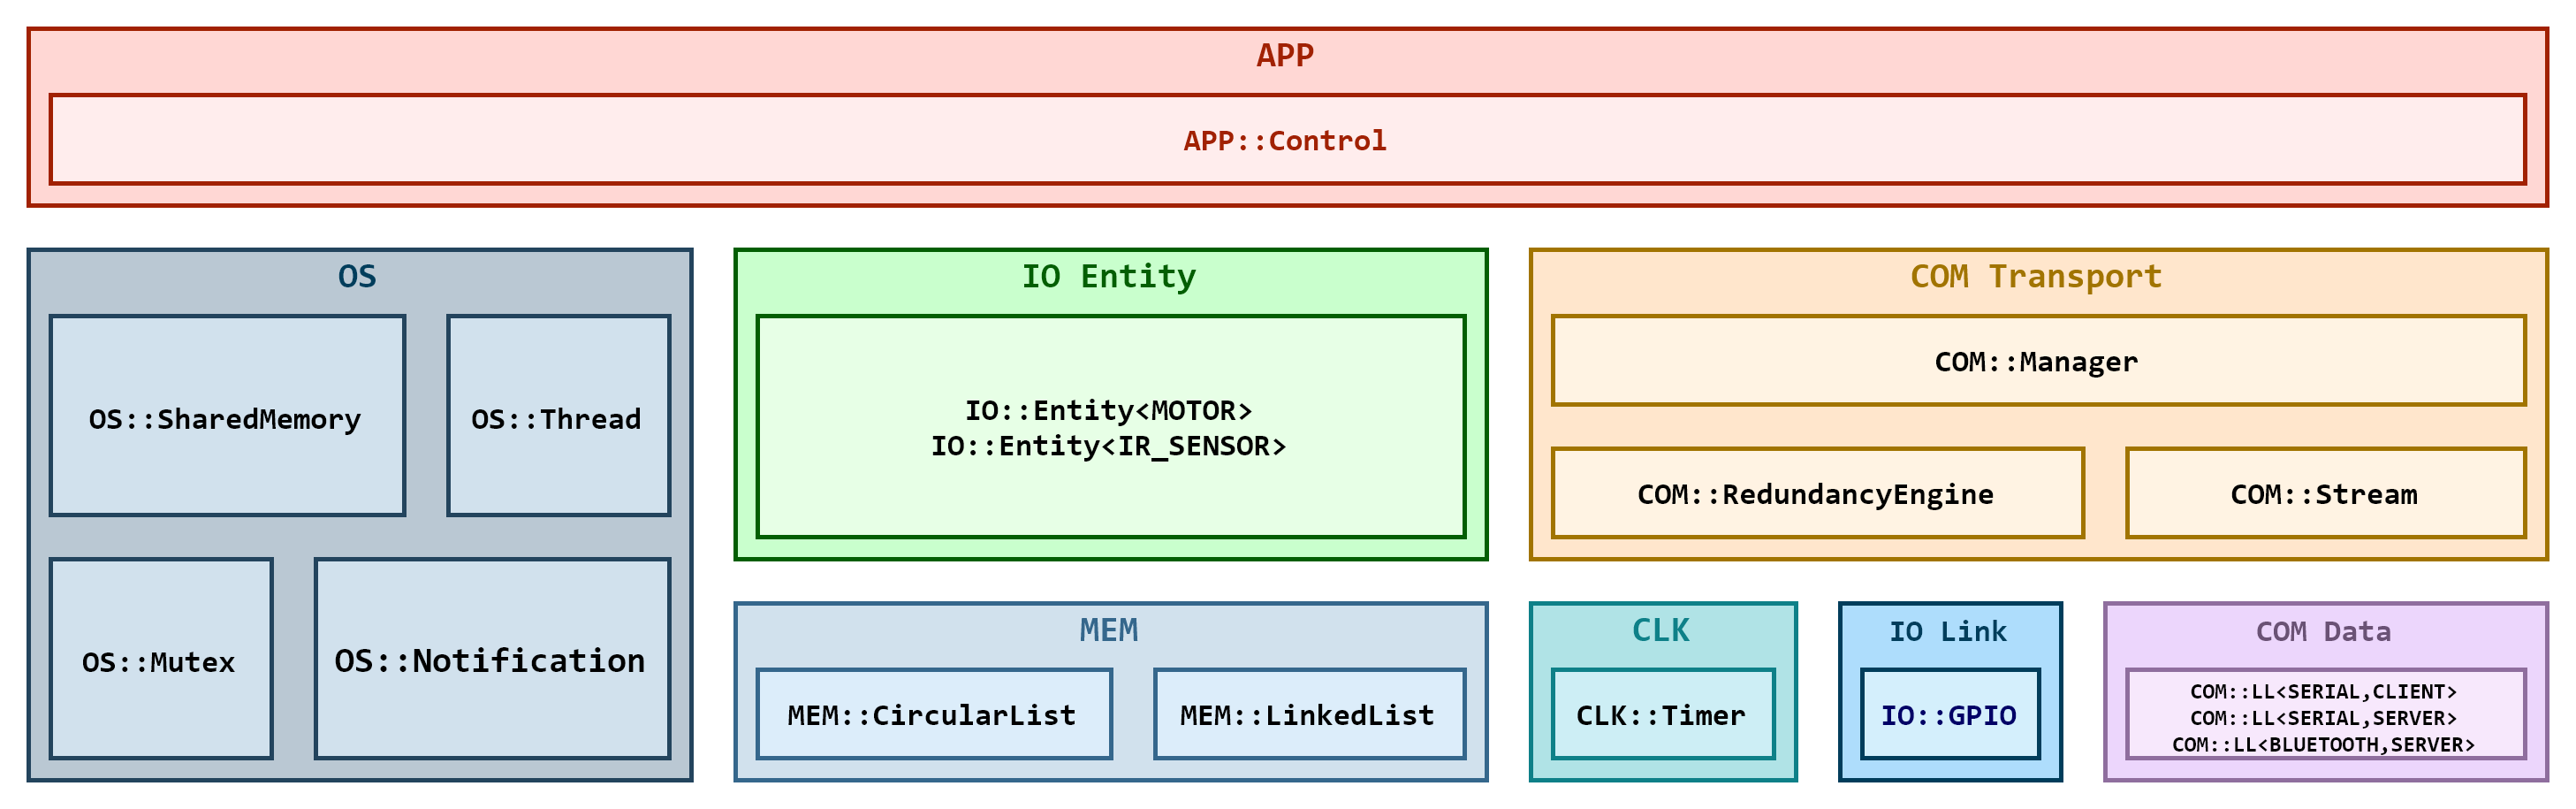 APP
APP::Control
OS
OS::SharedMemory
OS::Thread
OS::Mutex
OS::Notification
IO Entity
IO::Entity<MOTOR>
IO::Entity<IR_SENSOR>
COM Transport
COM::Manager
COM::RedundancyEngine
COM::Stream
MEM
MEM::CircularList
MEM::LinkedList
CLK
CLK::Timer
IO Link
IO::GPIO
COM Data
COM::LL<SERIAL,CLIENT>
COM::LL<SERIAL,SERVER>
COM::LL<BLUETOOTH,SERVER>